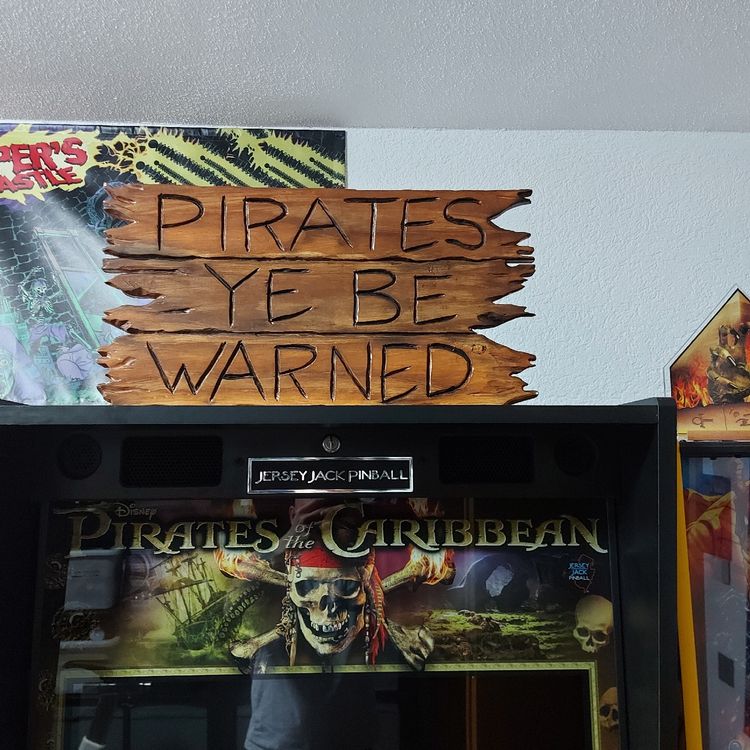 PIRATES
YE BE
WARNED
JERSEY JACK PINBALL
DISNEY
PIRATES of the CARIBBEAN
JERSEY
JACK
PINBALL